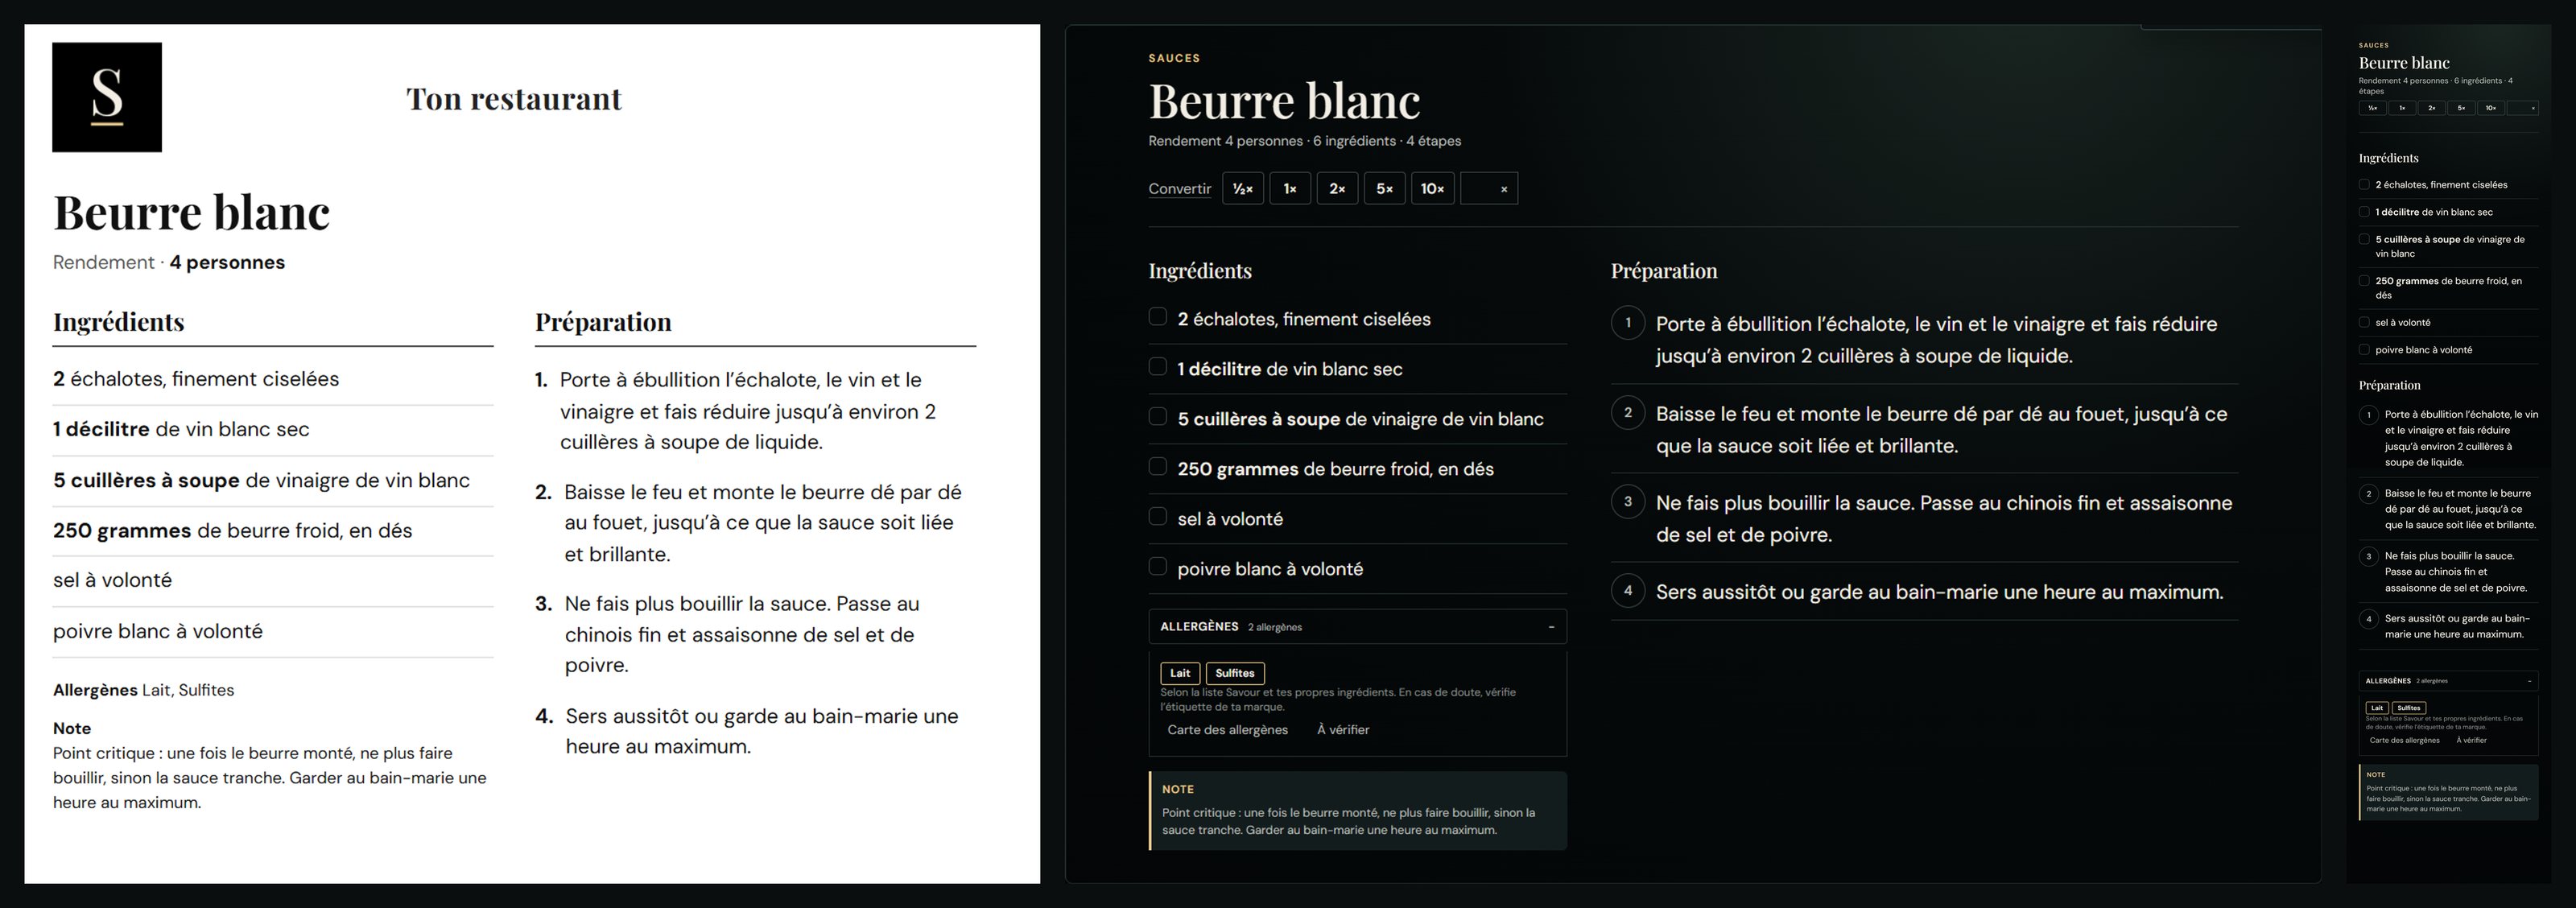 S
Ton restaurant
Beurre blanc
Rendement · 4 personnes
Ingrédients
2 échalotes, finement ciselées
1 décilitre de vin blanc sec
5 cuillères à soupe de vinaigre de vin blanc
250 grammes de beurre froid, en dés
sel à volonté
poivre blanc à volonté
Allergènes Lait, Sulfites
Note
Point critique : une fois le beurre monté, ne plus faire
bouillir, sinon la sauce tranche. Garder au bain-marie une
heure au maximum.
Préparation
1. Porte à ébullition l’échalote, le vin et le
vinaigre et fais réduire jusqu’à environ 2
cuillères à soupe de liquide.
2. Baisse le feu et monte le beurre dé par dé
au fouet, jusqu’à ce que la sauce soit liée
et brillante.
3. Ne fais plus bouillir la sauce. Passe au
chinois fin et assaisonne de sel et de
poivre.
4. Sers aussitôt ou garde au bain-marie une
heure au maximum.
SAUCES
Beurre blanc
Rendement 4 personnes · 6 ingrédients · 4 étapes
Convertir ½× 1× 2× 5× 10× ×
Ingrédients
2 échalotes, finement ciselées
1 décilitre de vin blanc sec
5 cuillères à soupe de vinaigre de vin blanc
250 grammes de beurre froid, en dés
sel à volonté
poivre blanc à volonté
ALLERGÈNES 2 allergènes –
Lait Sulfites
Selon la liste Savour et tes propres ingrédients. En cas de doute, vérifie
l’étiquette de ta marque.
Carte des allergènes À vérifier
NOTE
Point critique : une fois le beurre monté, ne plus faire bouillir, sinon la
sauce tranche. Garder au bain-marie une heure au maximum.
Préparation
1 Porte à ébullition l’échalote, le vin et le vinaigre et fais réduire
jusqu’à environ 2 cuillères à soupe de liquide.
2 Baisse le feu et monte le beurre dé par dé au fouet, jusqu’à ce
que la sauce soit liée et brillante.
3 Ne fais plus bouillir la sauce. Passe au chinois fin et assaisonne
de sel et de poivre.
4 Sers aussitôt ou garde au bain-marie une heure au maximum.
SAUCES
Beurre blanc
Rendement 4 personnes · 6 ingrédients · 4
étapes
½× 1× 2× 5× 10× ×
Ingrédients
2 échalotes, finement ciselées
1 décilitre de vin blanc sec
5 cuillères à soupe de vinaigre de
vin blanc
250 grammes de beurre froid, en
dés
sel à volonté
poivre blanc à volonté
Préparation
1 Porte à ébullition l’échalote, le vin
et le vinaigre et fais réduire
jusqu’à environ 2 cuillères à
soupe de liquide.
2 Baisse le feu et monte le beurre
dé par dé au fouet, jusqu’à ce
que la sauce soit liée et brillante.
3 Ne fais plus bouillir la sauce.
Passe au chinois fin et
assaisonne de sel et de poivre.
4 Sers aussitôt ou garde au bain-
marie une heure au maximum.
ALLERGÈNES 2 allergènes –
Lait Sulfites
Selon la liste Savour et tes propres ingrédients. En cas
de doute, vérifie l’étiquette de ta marque.
Carte des allergènes À vérifier
NOTE
Point critique : une fois le beurre monté, ne plus
faire bouillir, sinon la sauce tranche. Garder au bain-
marie une heure au maximum.